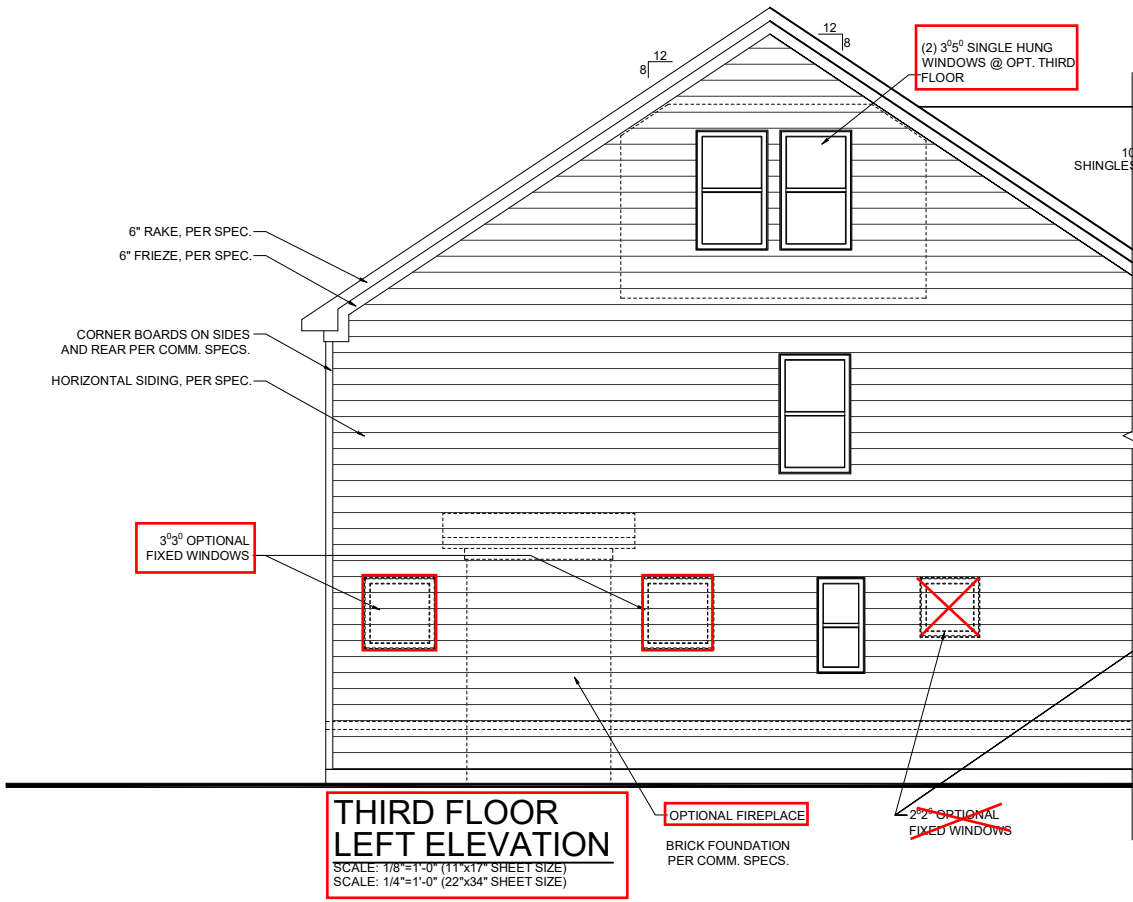 12
8
12
8
(2) 3⁰5⁰ SINGLE HUNG
WINDOWS @ OPT. THIRD
FLOOR
10
SHINGLES
6" RAKE, PER SPEC.
6" FRIEZE, PER SPEC.
CORNER BOARDS ON SIDES
AND REAR PER COMM. SPECS.
HORIZONTAL SIDING, PER SPEC.
3⁰3⁰ OPTIONAL
FIXED WINDOWS
THIRD FLOOR
LEFT ELEVATION
SCALE: 1/8"=1'-0" (11"x17" SHEET SIZE)
SCALE: 1/4"=1'-0" (22"x34" SHEET SIZE)
OPTIONAL FIREPLACE
BRICK FOUNDATION
PER COMM. SPECS.
OPTIONAL
FIXED WINDOWS